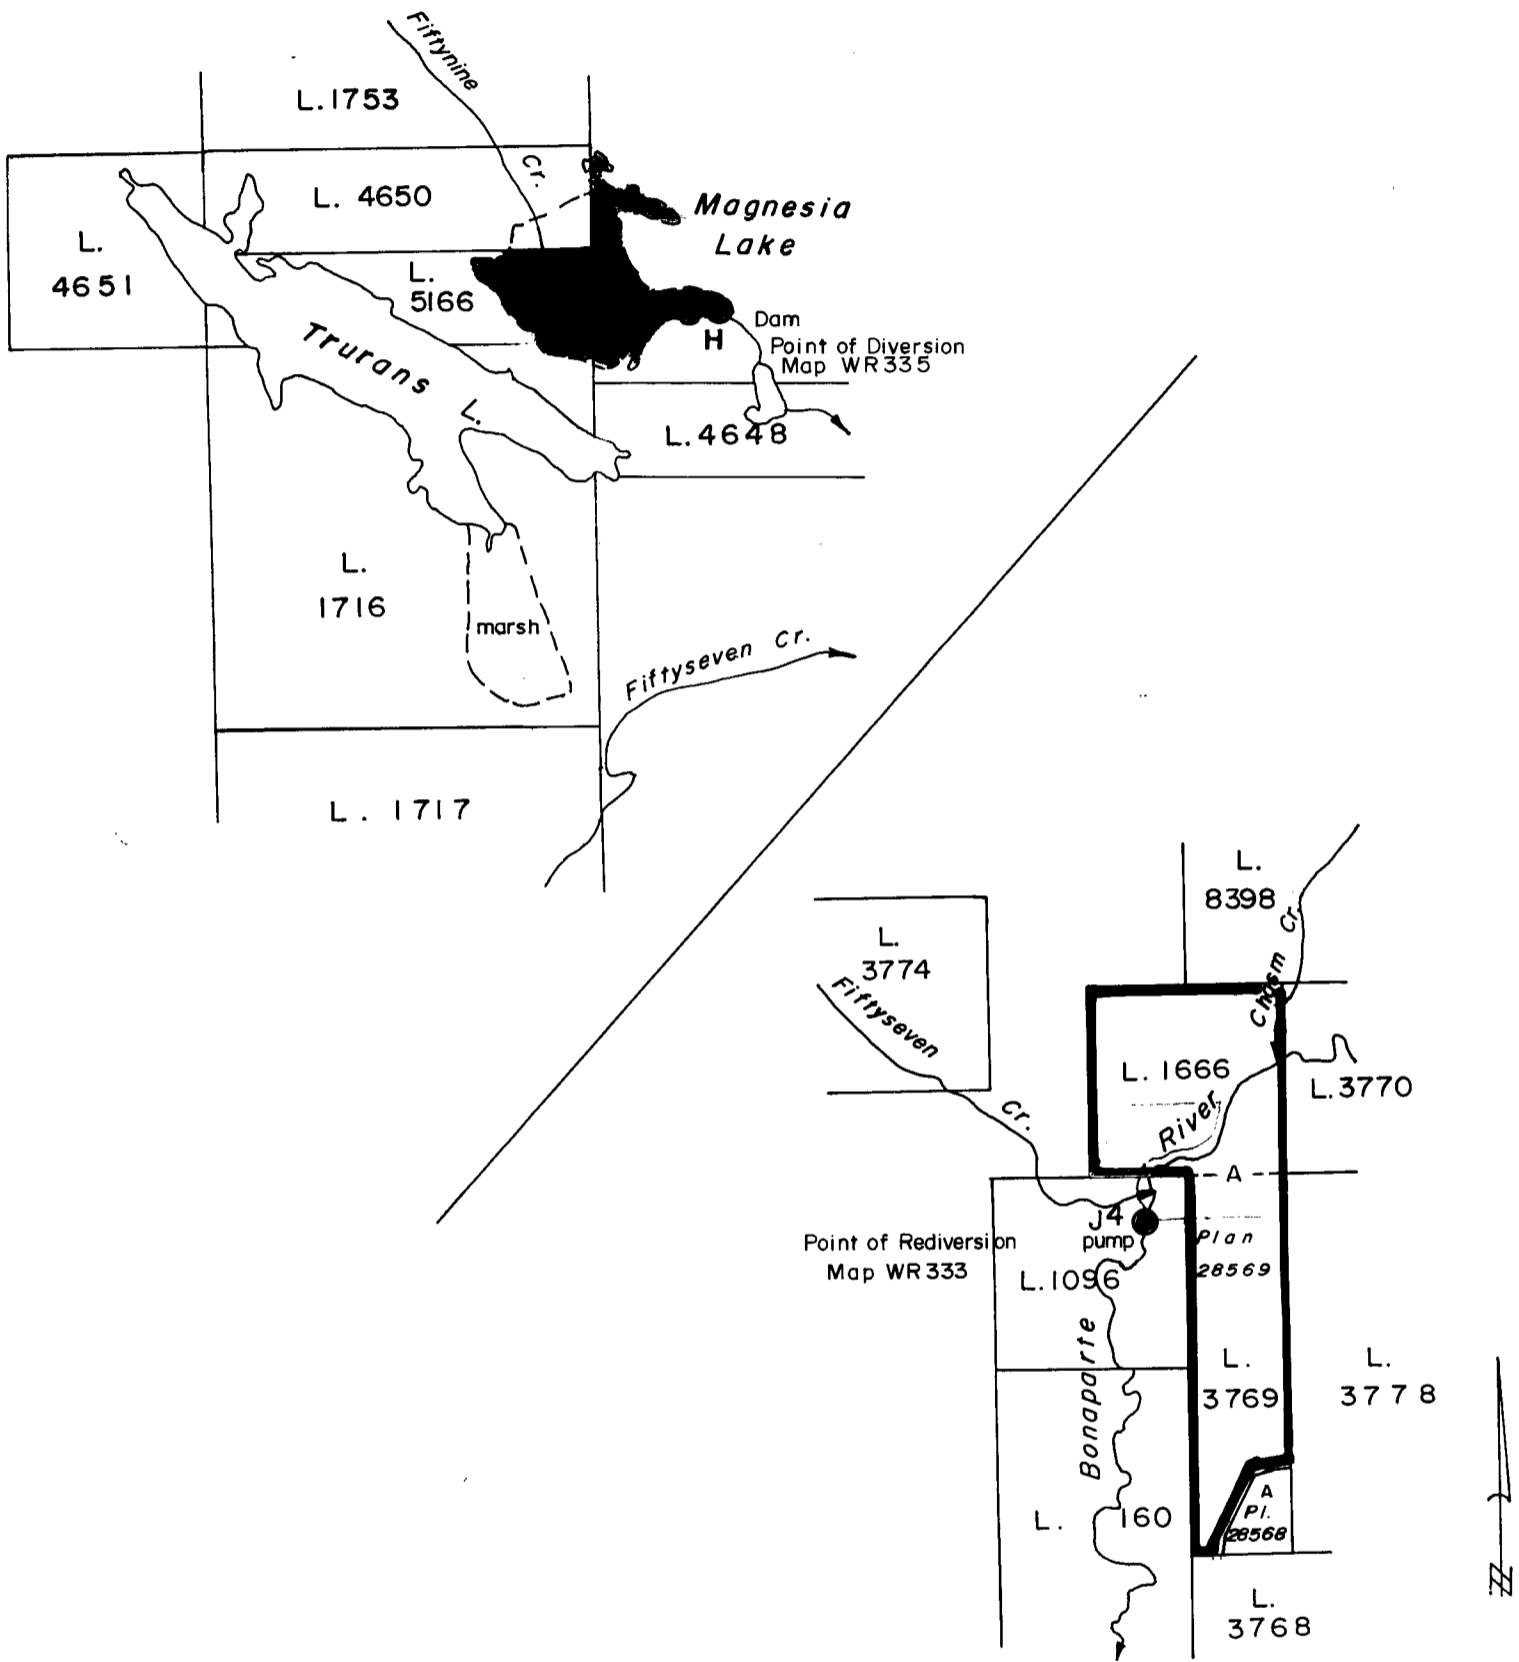 Fiftynine
Cr.
L. 1753
L. 4650
Magnesia
Lake
L.
4651
L.
5166
Trurans
L.
Dam
H
Point of Diversion
Map WR335
L. 4648
L.
1716
marsh
Fiftyseven Cr.
L. 1717
L.
8398
Chasm Cr.
L.
3774
Fiftyseven
Cr.
L. 1666
L. 3770
River
A
J4
pump
Point of Rediversion
Map WR333
Plan
28569
L. 1096
Bonaparte
L.
3769
L.
3778
A
Pl.
28568
L. 160
L.
3768
N